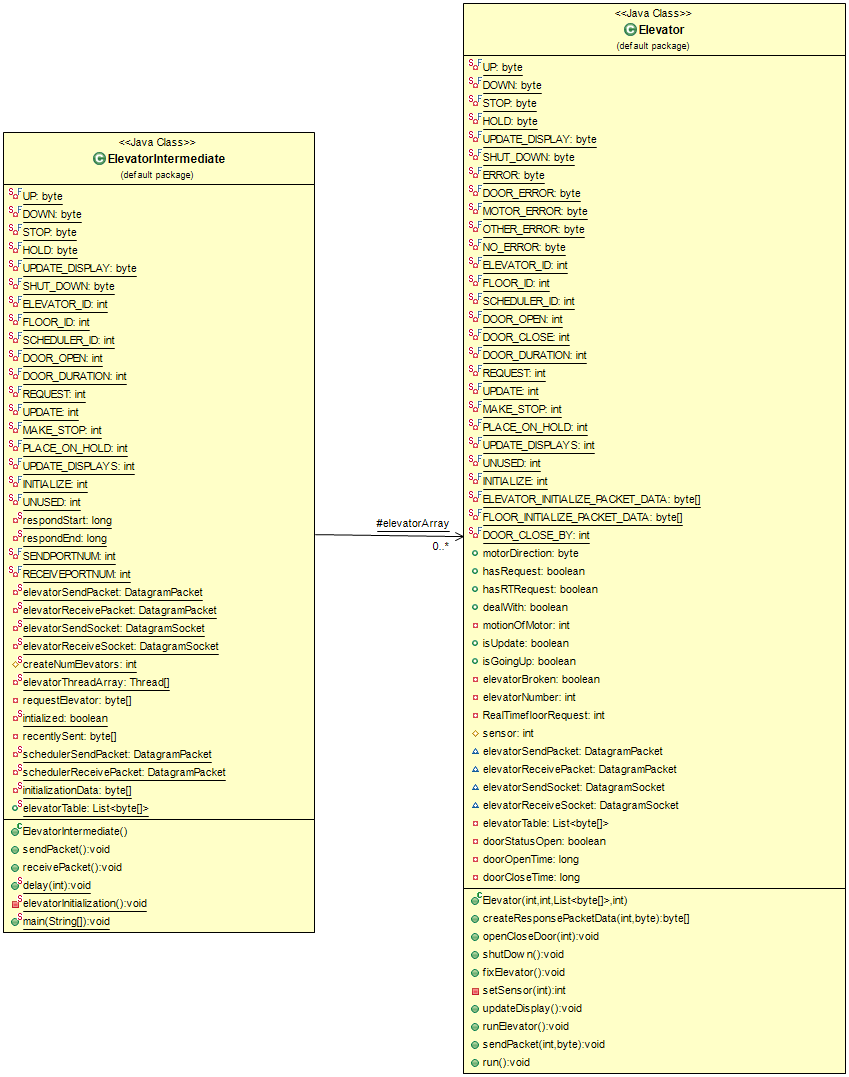 <<Java Class>>
ElevatorIntermediate
(default package)
UP: byte
DOWN: byte
STOP: byte
HOLD: byte
UPDATE_DISPLAY: byte
SHUT_DOWN: byte
ELEVATOR_ID: int
FLOOR_ID: int
SCHEDULER_ID: int
DOOR_OPEN: int
DOOR_DURATION: int
REQUEST: int
UPDATE: int
MAKE_STOP: int
PLACE_ON_HOLD: int
UPDATE_DISPLAYS: int
INITIALIZE: int
UNUSED: int
respondStart: long
respondEnd: long
SENDPORTNUM: int
RECEIVEPORTNUM: int
elevatorSendPacket: DatagramPacket
elevatorReceivePacket: DatagramPacket
elevatorSendSocket: DatagramSocket
elevatorReceiveSocket: DatagramSocket
createNumElevators: int
elevatorThreadArray: Thread[]
requestElevator: byte[]
intialized: boolean
recentlySent: byte[]
schedulerSendPacket: DatagramPacket
schedulerReceivePacket: DatagramPacket
initializationData: byte[]
elevatorTable: List<byte[]>
ElevatorIntermediate()
sendPacket():void
receivePacket():void
delay(int):void
elevatorInitialization():void
main(String[]):void
#elevatorArray
0..*
<<Java Class>>
Elevator
(default package)
UP: byte
DOWN: byte
STOP: byte
HOLD: byte
UPDATE_DISPLAY: byte
SHUT_DOWN: byte
ERROR: byte
DOOR_ERROR: byte
MOTOR_ERROR: byte
OTHER_ERROR: byte
NO_ERROR: byte
ELEVATOR_ID: int
FLOOR_ID: int
SCHEDULER_ID: int
DOOR_OPEN: int
DOOR_CLOSE: int
DOOR_DURATION: int
REQUEST: int
UPDATE: int
MAKE_STOP: int
PLACE_ON_HOLD: int
UPDATE_DISPLAYS: int
UNUSED: int
INITIALIZE: int
ELEVATOR_INITIALIZE_PACKET_DATA: byte[]
FLOOR_INITIALIZE_PACKET_DATA: byte[]
DOOR_CLOSE_BY: int
motorDirection: byte
hasRequest: boolean
hasRTRequest: boolean
dealWith: boolean
motionOfMotor: int
isUpdate: boolean
isGoingUp: boolean
elevatorBroken: boolean
elevatorNumber: int
RealTimefloorRequest: int
sensor: int
elevatorSendPacket: DatagramPacket
elevatorReceivePacket: DatagramPacket
elevatorSendSocket: DatagramSocket
elevatorReceiveSocket: DatagramSocket
elevatorTable: List<byte[]>
doorStatusOpen: boolean
doorOpenTime: long
doorCloseTime: long
Elevator(int,int,List<byte[]>,int)
createResponsePacketData(int,byte):byte[]
openCloseDoor(int):void
shutDown():void
fixElevator():void
setSensor(int):int
updateDisplay():void
runElevator():void
sendPacket(int,byte):void
run():void